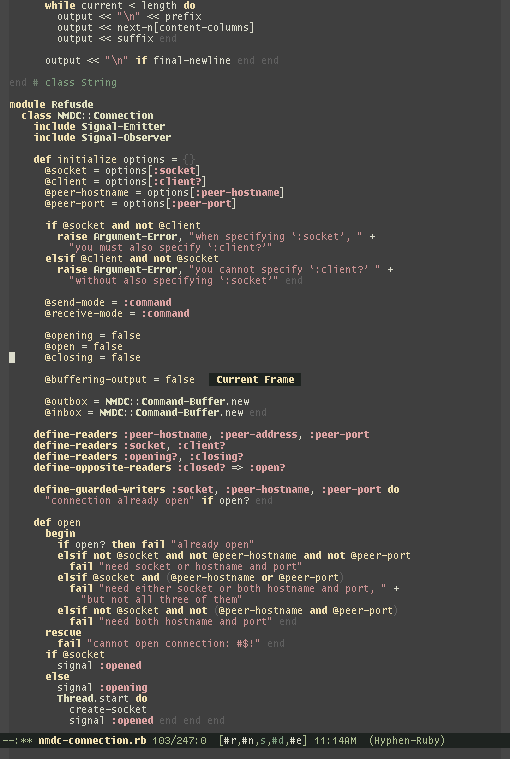 while current < length do
output << "\n" << prefix
output << next-n[content-columns]
output << suffix end
output << "\n" if final-newline end end
end # class String
module Refusde
class NMDC::Connection
include Signal-Emitter
include Signal-Observer
def initialize options = {}
@socket = options[:socket]
@client = options[:client?]
@peer-hostname = options[:peer-hostname]
@peer-port = options[:peer-port]
if @socket and not @client
raise Argument-Error, "when specifying ‘:socket’, " +
"you must also specify ‘:client?’"
elsif @client and not @socket
raise Argument-Error, "you cannot specify ‘:client?’ " +
"without also specifying ‘:socket’" end
@send-mode = :command
@receive-mode = :command
@opening = false
@open = false
@closing = false
@buffering-output = false Current Frame
@outbox = NMDC::Command-Buffer.new
@inbox = NMDC::Command-Buffer.new end
define-readers :peer-hostname, :peer-address, :peer-port
define-readers :socket, :client?
define-readers :opening?, :closing?
define-opposite-readers :closed? => :open?
define-guarded-writers :socket, :peer-hostname, :peer-port do
"connection already open" if open? end
def open
begin
if open? then fail "already open"
elsif not @socket and not @peer-hostname and not @peer-port
fail "need socket or hostname and port"
elsif @socket and (@peer-hostname or @peer-port)
fail "need either socket or both hostname and port, " +
"but not all three of them"
elsif not @socket and not (@peer-hostname and @peer-port)
fail "need both hostname and port" end
rescue
fail "cannot open connection: #$!" end
if @socket
signal :opened
else
signal :opening
Thread.start do
create-socket
signal :opened end end end
--:** nmdc-connection.rb 103/247:0 [#r,#n,s,#d,#e] 11:14AM (Hyphen-Ruby)